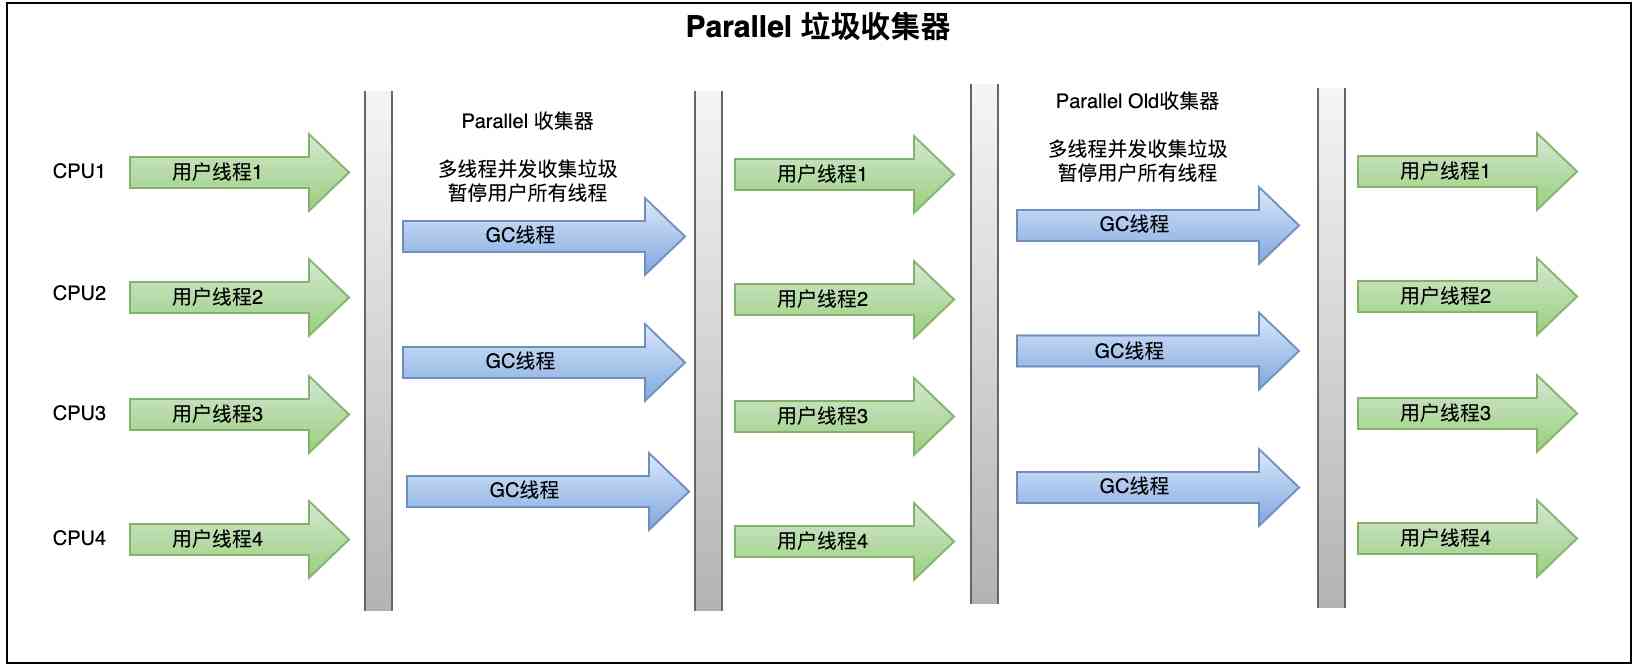 Parallel 垃圾收集器
CPU1
CPU2
CPU3
CPU4
用户线程1
用户线程2
用户线程3
用户线程4
Parallel 收集器
多线程并发收集垃圾
暂停用户所有线程
GC线程
GC线程
GC线程
用户线程1
用户线程2
用户线程3
用户线程4
Parallel Old收集器
多线程并发收集垃圾
暂停用户所有线程
GC线程
GC线程
GC线程
用户线程1
用户线程2
用户线程3
用户线程4